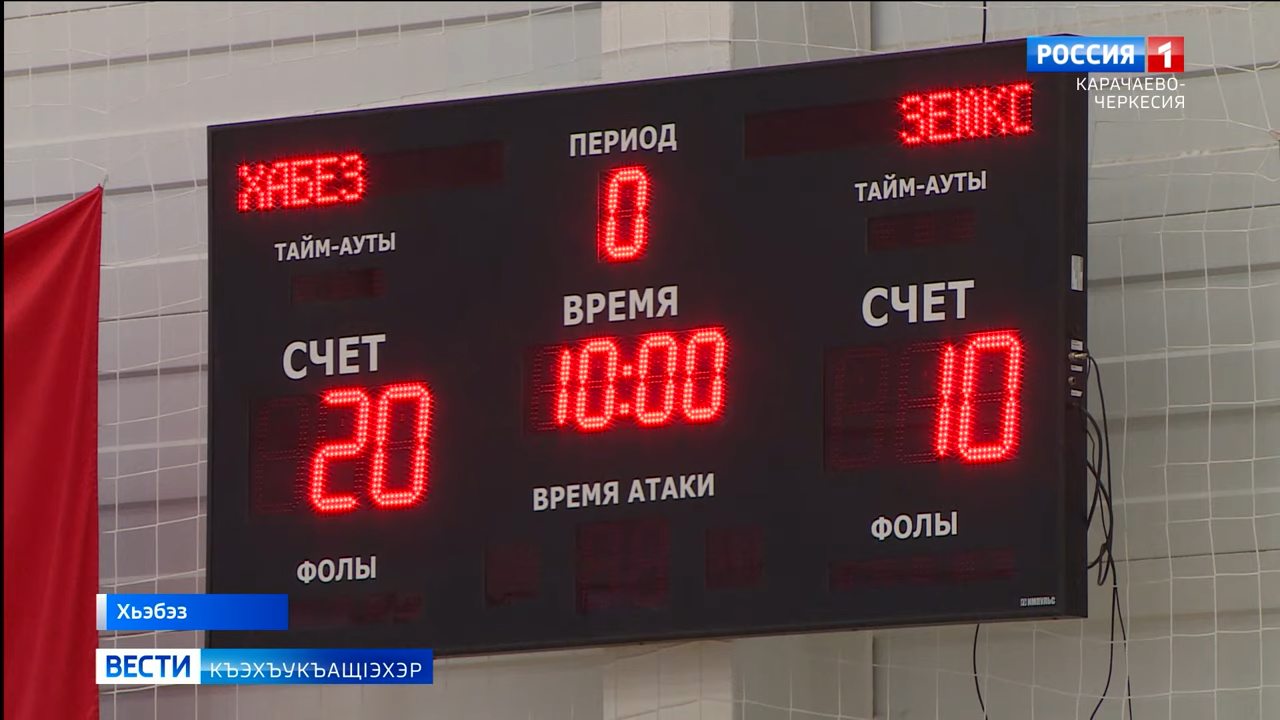 РОССИЯ 1
КАРАЧАЕВО-
ЧЕРКЕСИЯ
ХАБЕЗ
ПЕРИОД
0
ТАЙМ-АУТЫ
ТАЙМ-АУТЫ
ВРЕМЯ
10:00
СЧЕТ
20
СЧЕТ
10
ВРЕМЯ АТАКИ
ФОЛЫ
ФОЛЫ
ИМПУЛЬС
Хьэбэз
ВЕСТИ КЪЭХЪУКЪАЩIЭХЭР